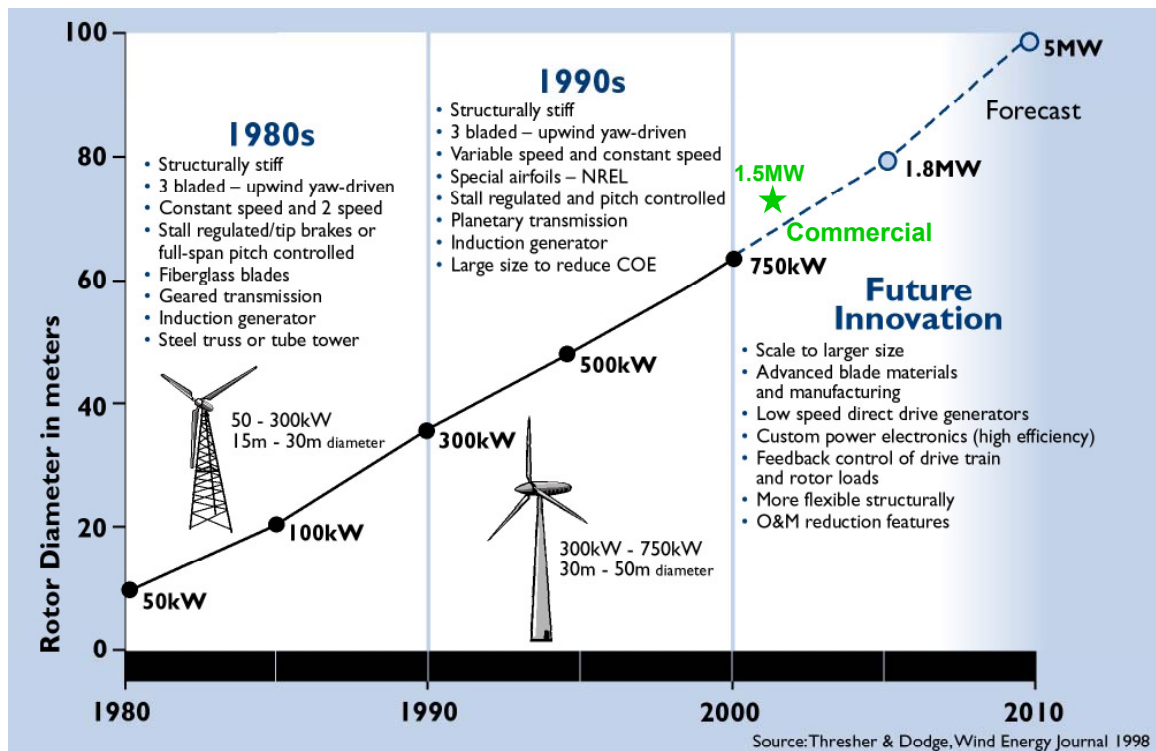 100
80
60
40
20
0
Rotor Diameter in meters
1980
1990
2000
2010
1980s
• Structurally stiff
• 3 bladed – upwind yaw-driven
• Constant speed and 2 speed
• Stall regulated/tip brakes or
full-span pitch controlled
• Fiberglass blades
• Geared transmission
• Induction generator
• Steel truss or tube tower
50 - 300kW
15m - 30m diameter
50kW
100kW
300kW
1990s
• Structurally stiff
• 3 bladed – upwind yaw-driven
• Variable speed and constant speed
• Special airfoils – NREL
• Stall regulated and pitch controlled
• Planetary transmission
• Induction generator
• Large size to reduce COE
500kW
300kW - 750kW
30m - 50m diameter
750kW
1.5MW
Commercial
1.8MW
5MW
Forecast
Future
Innovation
• Scale to larger size
• Advanced blade materials
and manufacturing
• Low speed direct drive generators
• Custom power electronics (high efficiency)
• Feedback control of drive train
and rotor loads
• More flexible structurally
• O&M reduction features
Source: Thresher & Dodge, Wind Energy Journal 1998